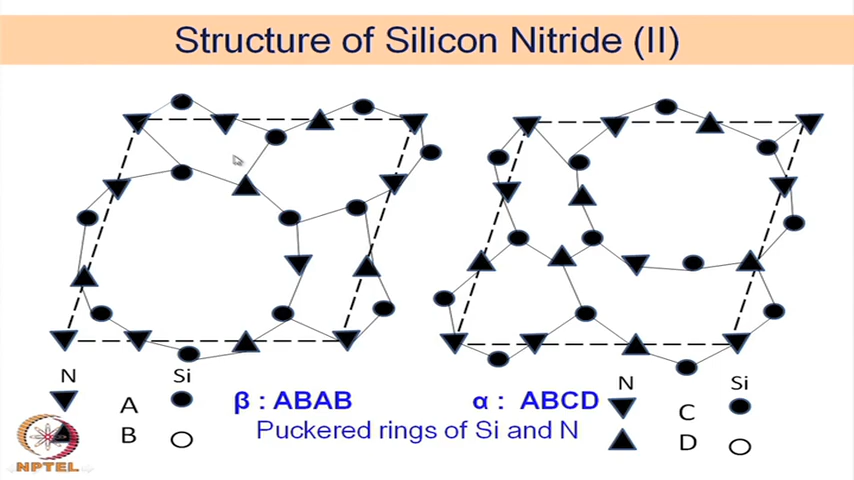 Structure of Silicon Nitride (II)
N Si
A
B
β : ABAB
α : ABCD
Puckered rings of Si and N
N Si
C
D
NPTEL